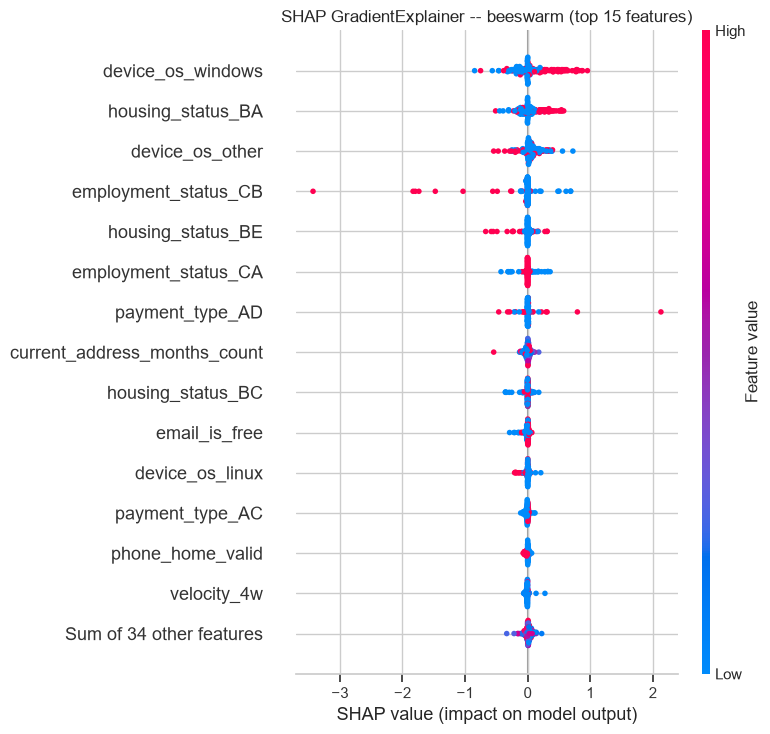 SHAP GradientExplainer -- beeswarm (top 15 features)
High
device_os_windows
housing_status_BA
device_os_other
employment_status_CB
housing_status_BE
employment_status_CA
payment_type_AD
current_address_months_count
housing_status_BC
email_is_free
device_os_linux
payment_type_AC
phone_home_valid
velocity_4w
Sum of 34 other features
Feature value
Low
−3 −2 −1 0 1 2
SHAP value (impact on model output)